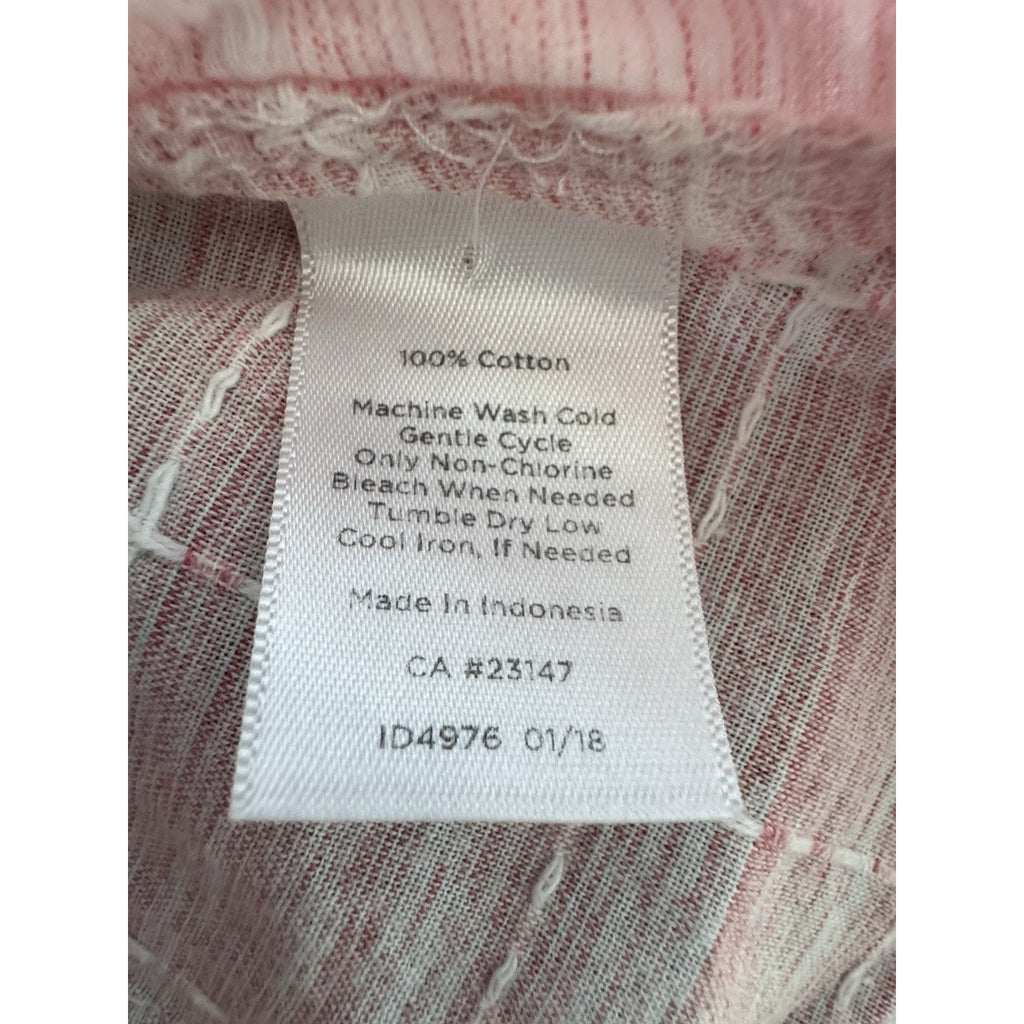 100% Cotton
Machine Wash Cold
Gentle Cycle
Only Non-Chlorine
Bleach When Needed
Tumble Dry Low
Cool Iron, If Needed
Made In Indonesia
CA #23147
ID4976 01/18